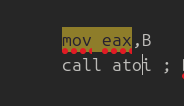 mov eax,B
call atoi ;